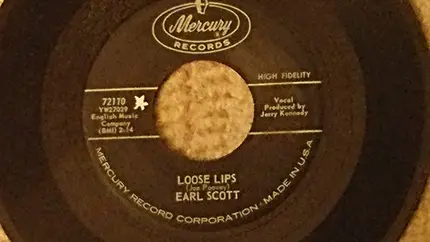 Mercury
RECORDS
HIGH FIDELITY
72110
YW27029
English Music
Company
(BMI) 2:14
Vocal
Produced by
Jerry Kennedy
LOOSE LIPS
(Joe Poovey)
EARL SCOTT
MERCURY RECORD CORPORATION • MADE IN U.S.A.